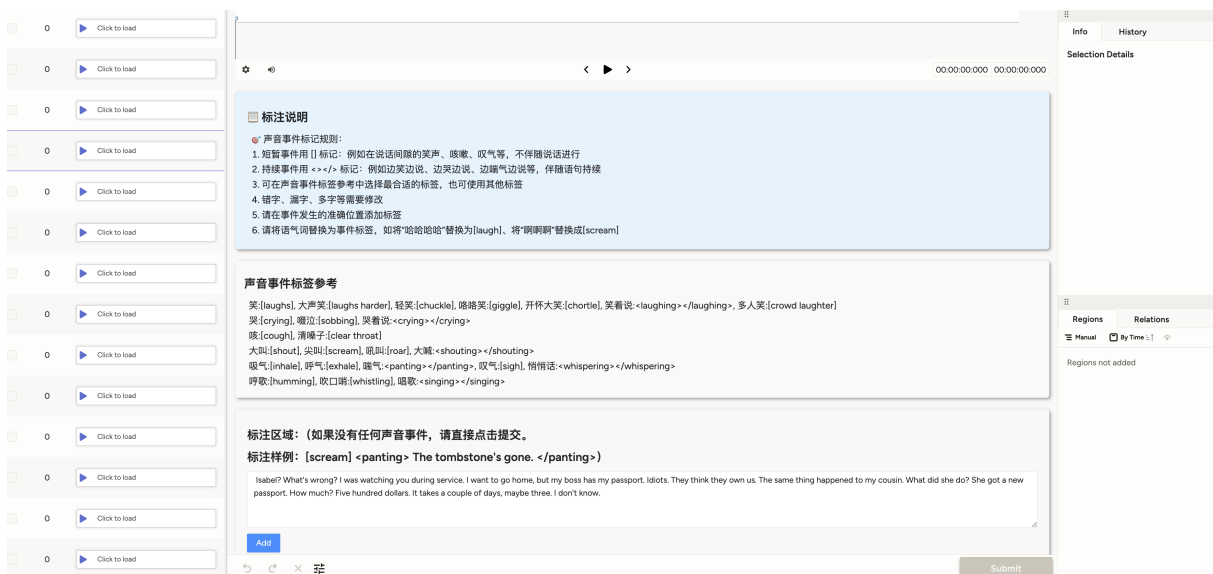 0 Click to load
0 Click to load
0 Click to load
0 Click to load
0 Click to load
0 Click to load
0 Click to load
0 Click to load
0 Click to load
0 Click to load
0 Click to load
0 Click to load
0 Click to load
0 Click to load
00:00:00:000 00:00:00:000
标注说明
声音事件标记规则：
1. 短暂事件用 [] 标记：例如在说话间隙的笑声、咳嗽、叹气等，不伴随说话进行
2. 持续事件用 <></> 标记：例如边笑边说、边哭边说、边喘气边说等，伴随语句持续
3. 可在声音事件标签参考中选择最合适的标签，也可使用其他标签
4. 错字、漏字、多字等需要修改
5. 请在事件发生的准确位置添加标签
6. 请将语气词替换为事件标签，如将“哈哈哈哈”替换为[laugh]、将“啊啊啊”替换成[scream]
声音事件标签参考
笑:[laughs], 大声笑:[laughs harder], 轻笑:[chuckle], 咯咯笑:[giggle], 开怀大笑:[chortle], 笑着说:<laughing></laughing>, 多人笑:[crowd laughter]
哭:[crying], 啜泣:[sobbing], 哭着说:<crying></crying>
咳:[cough], 清嗓子:[clear throat]
大叫:[shout], 尖叫:[scream], 吼叫:[roar], 大喊:<shouting></shouting>
吸气:[inhale], 呼气:[exhale], 喘气:<panting></panting>, 叹气:[sigh], 悄悄话:<whispering></whispering>
哼歌:[humming], 吹口哨:[whistling], 唱歌:<singing></singing>
标注区域：（如果没有任何声音事件，请直接点击提交。
标注样例：[scream] <panting> The tombstone's gone. </panting>）
Isabel? What's wrong? I was watching you during service. I want to go home, but my boss has my passport. Idiots. They think they own us. The same thing happened to my cousin. What did she do? She got a new
passport. How much? Five hundred dollars. It takes a couple of days, maybe three. I don't know.
Add
Submit
Info History
Selection Details
Regions Relations
Manual By Time
Regions not added